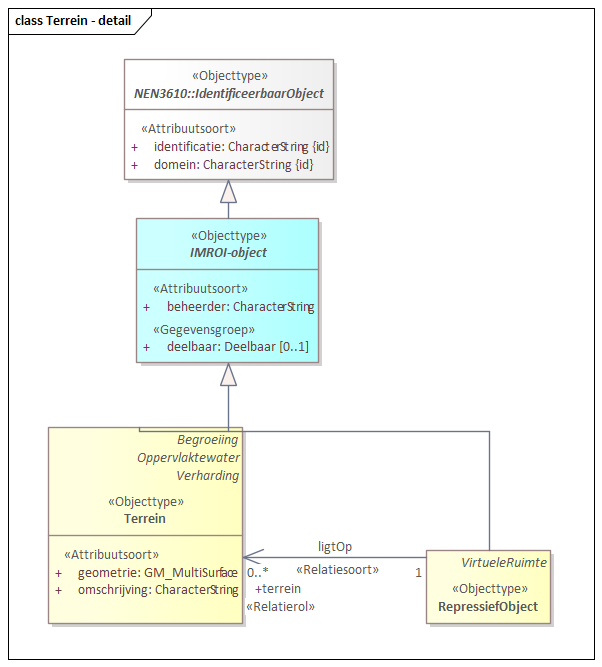 class Terrein - detail
«Objecttype»
NEN3610::IdentificeerbaarObject
«Attribuutsoort»
+ identificatie: CharacterString {id}
+ domein: CharacterString {id}
«Objecttype»
IMROI-object
«Attribuutsoort»
+ beheerder: CharacterString
«Gegevensgroep»
+ deelbaar: Deelbaar [0..1]
Begroeiing
Oppervlaktewater
Verharding
«Objecttype»
Terrein
«Attribuutsoort»
+ geometrie: GM_MultiSurface
+ omschrijving: CharacterString
ligtOp
0..* «Relatiesoort» 1
+terrein
«Relatierol»
VirtueleRuimte
«Objecttype»
RepressiefObject